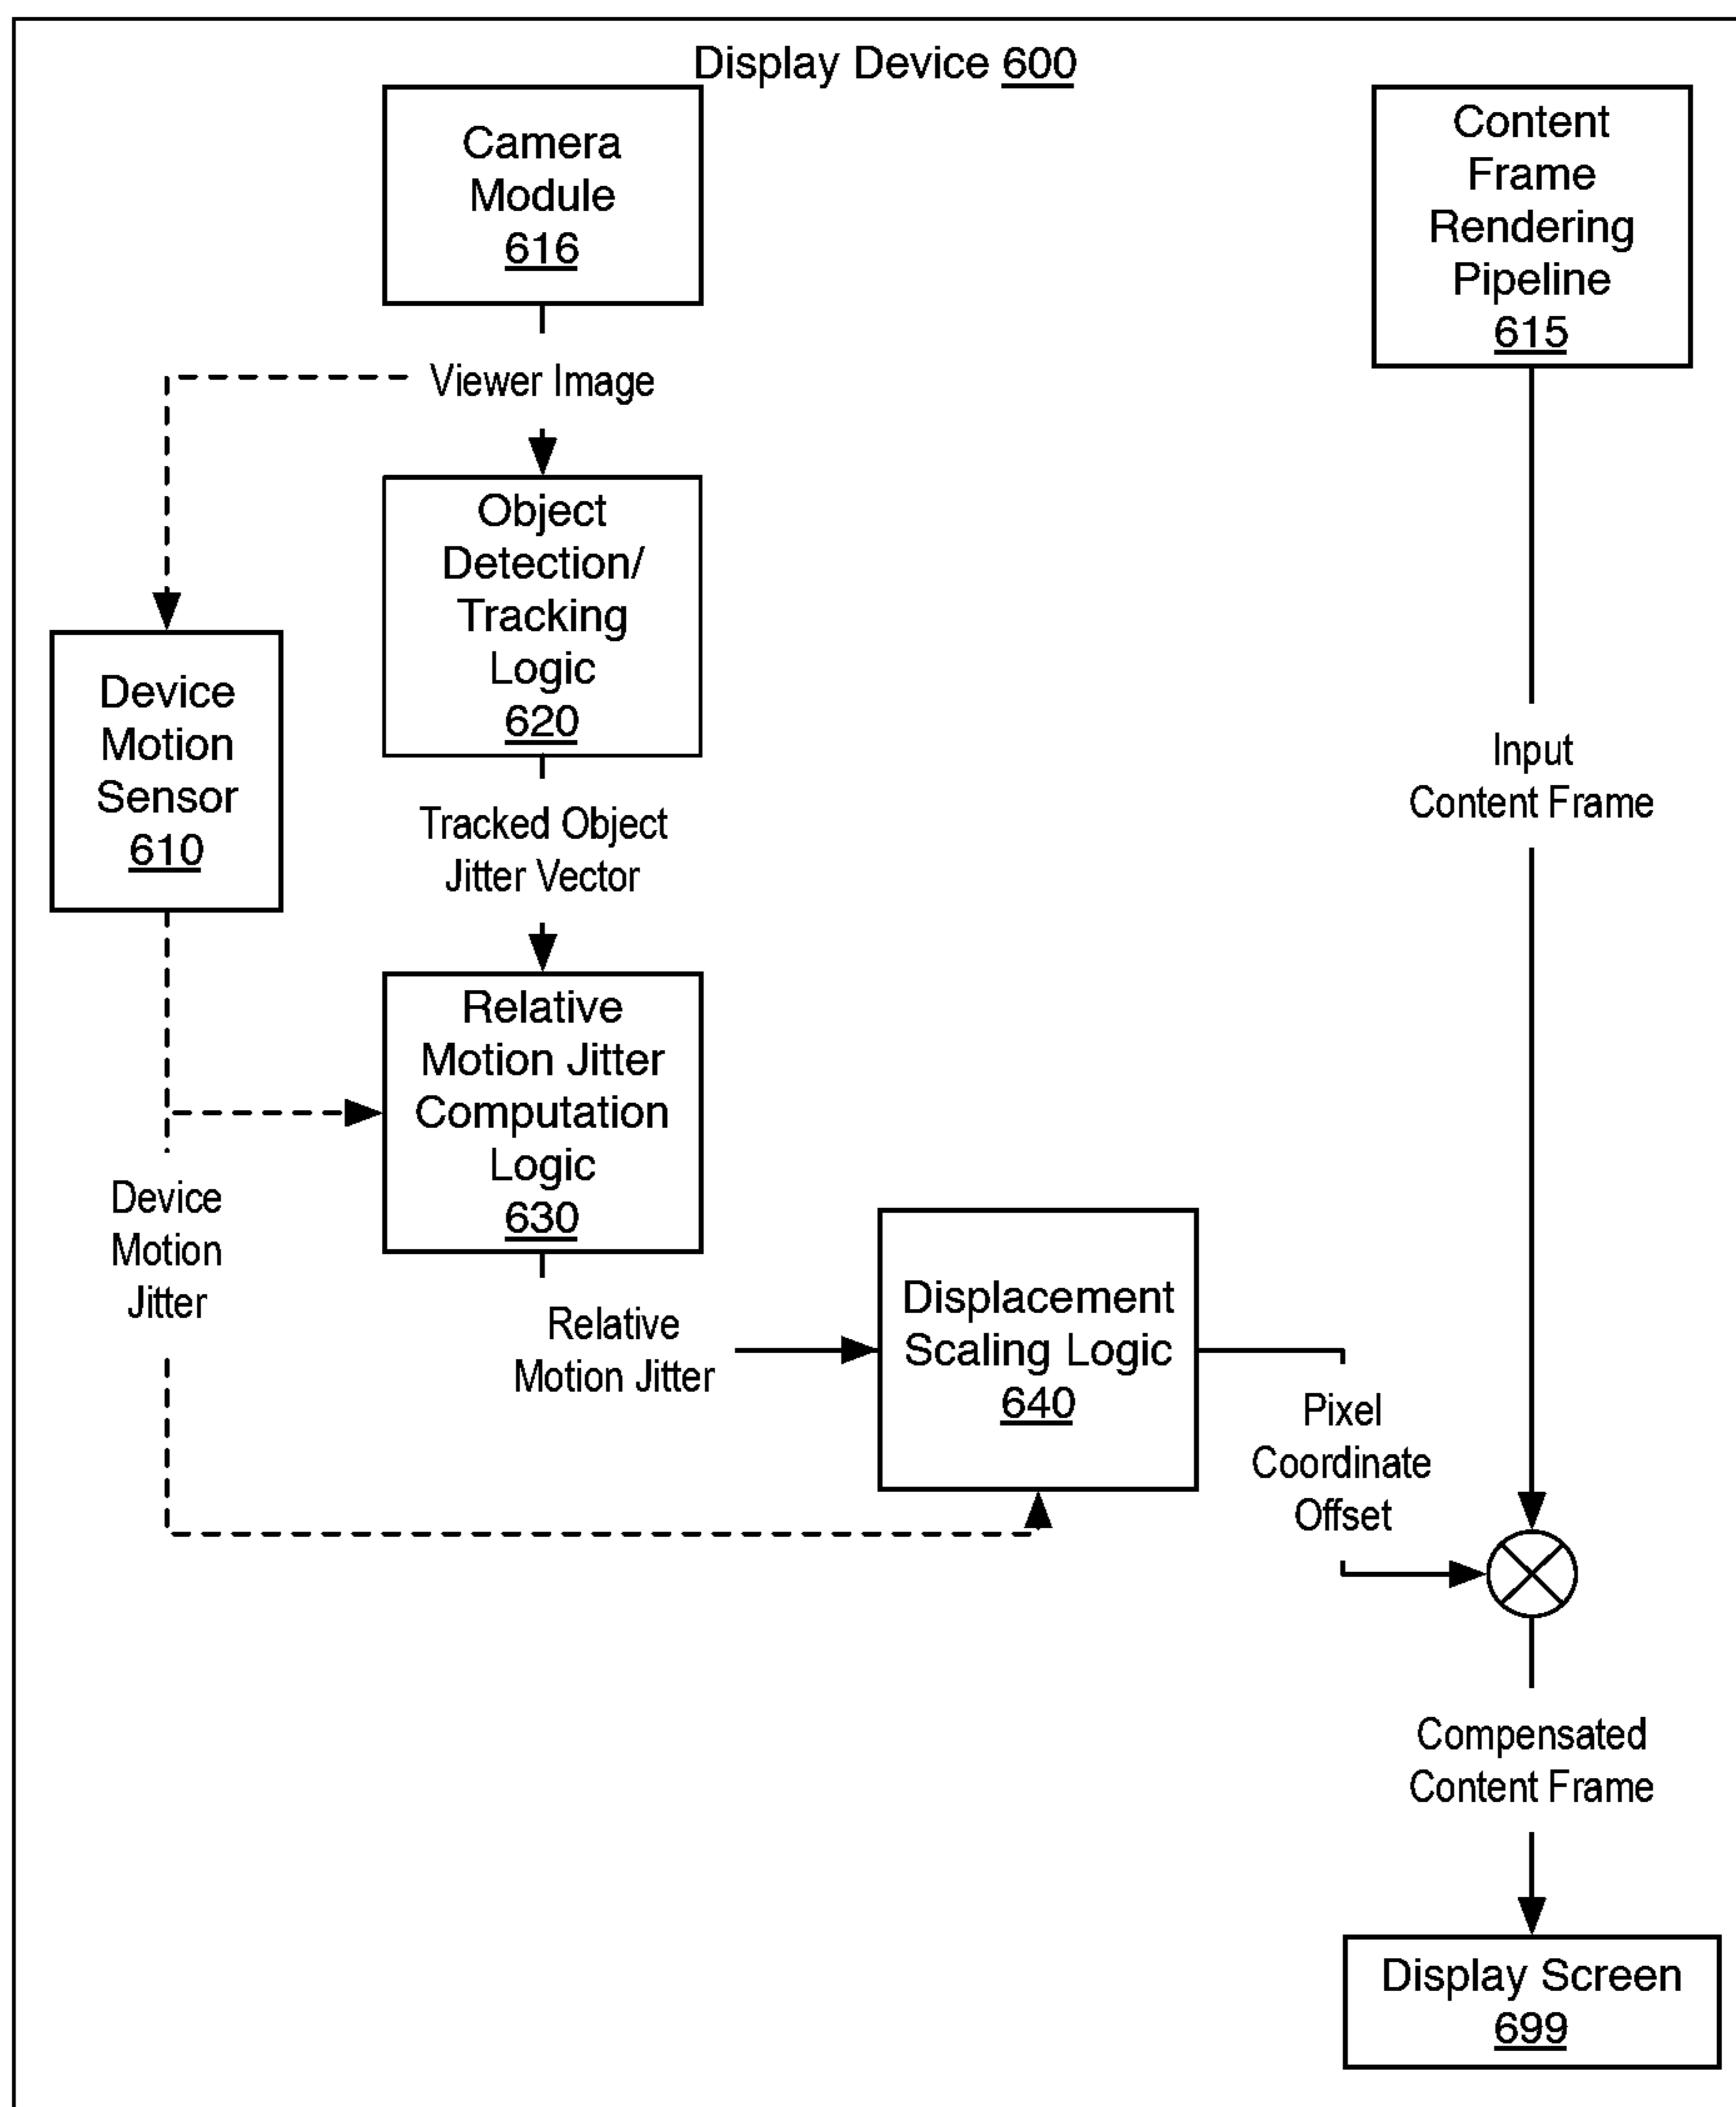 Display Device 600
Camera
Module
616
Content
Frame
Rendering
Pipeline
615
Viewer Image
Object
Detection/
Tracking
Logic
620
Device
Motion
Sensor
610
Input
Content Frame
Tracked Object
Jitter Vector
Relative
Motion Jitter
Computation
Logic
630
Device
Motion
Jitter
Relative
Motion Jitter
Displacement
Scaling Logic
640
Pixel
Coordinate
Offset
Compensated
Content Frame
Display Screen
699